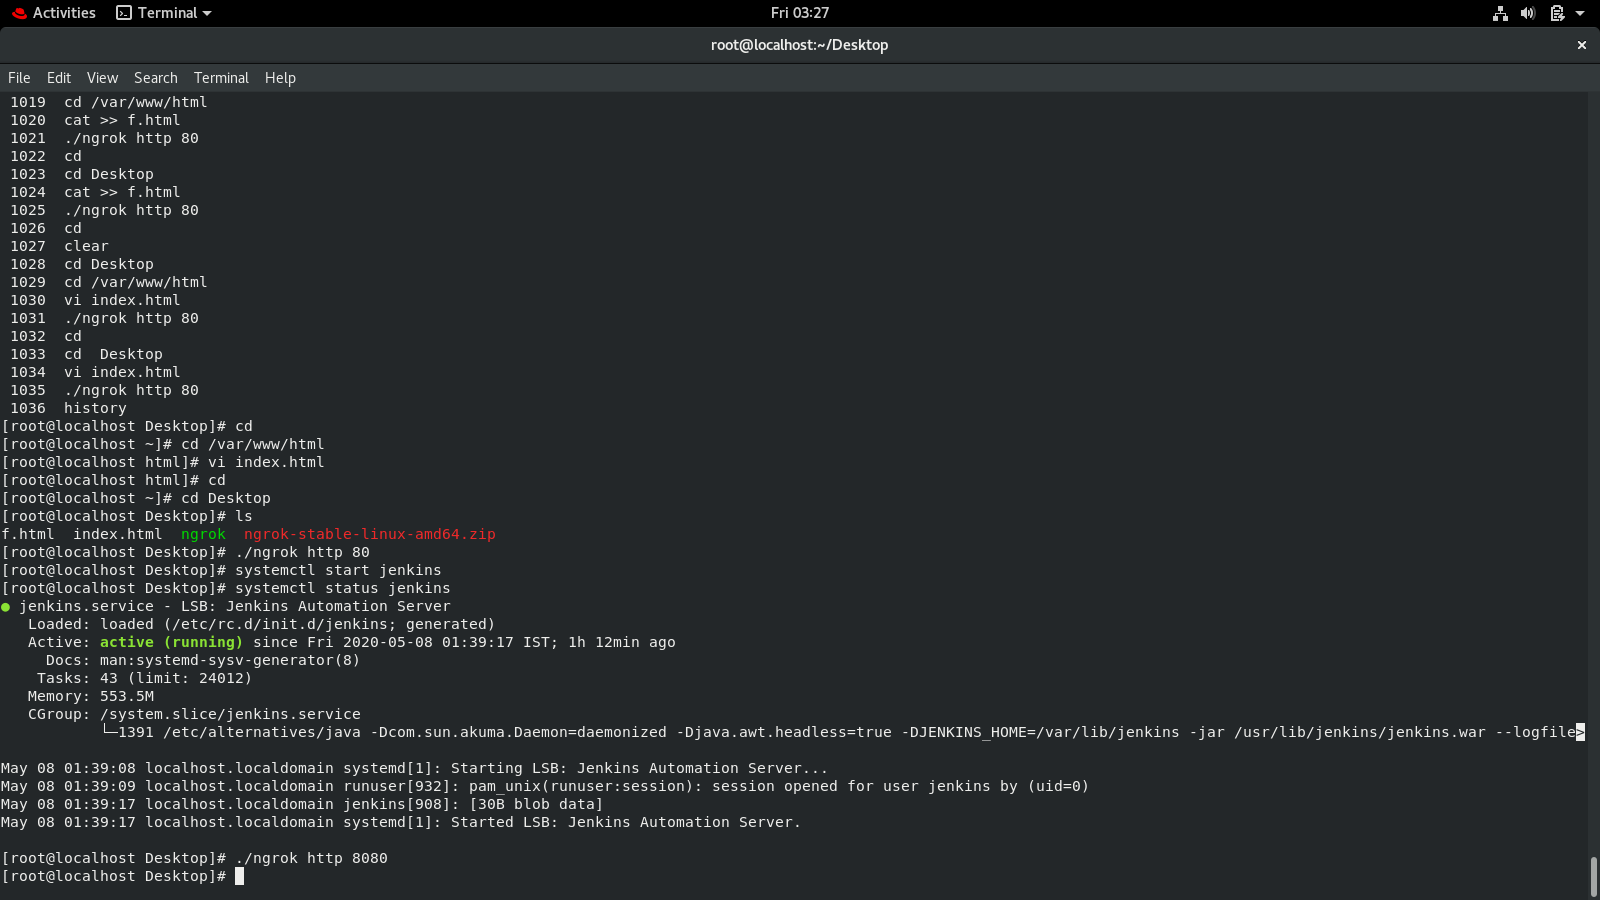 Activities Terminal Fri 03:27
root@localhost:~/Desktop ×
File Edit View Search Terminal Help
1019 cd /var/www/html
1020 cat >> f.html
1021 ./ngrok http 80
1022 cd
1023 cd Desktop
1024 cat >> f.html
1025 ./ngrok http 80
1026 cd
1027 clear
1028 cd Desktop
1029 cd /var/www/html
1030 vi index.html
1031 ./ngrok http 80
1032 cd
1033 cd  Desktop
1034 vi index.html
1035 ./ngrok http 80
1036 history
[root@localhost Desktop]# cd
[root@localhost ~]# cd /var/www/html
[root@localhost html]# vi index.html
[root@localhost html]# cd
[root@localhost ~]# cd Desktop
[root@localhost Desktop]# ls
f.html  index.html  ngrok  ngrok-stable-linux-amd64.zip
[root@localhost Desktop]# ./ngrok http 80
[root@localhost Desktop]# systemctl start jenkins
[root@localhost Desktop]# systemctl status jenkins
● jenkins.service - LSB: Jenkins Automation Server
Loaded: loaded (/etc/rc.d/init.d/jenkins; generated)
Active: active (running) since Fri 2020-05-08 01:39:17 IST; 1h 12min ago
Docs: man:systemd-sysv-generator(8)
Tasks: 43 (limit: 24012)
Memory: 553.5M
CGroup: /system.slice/jenkins.service
└─1391 /etc/alternatives/java -Dcom.sun.akuma.Daemon=daemonized -Djava.awt.headless=true -DJENKINS_HOME=/var/lib/jenkins -jar /usr/lib/jenkins/jenkins.war --logfile>
May 08 01:39:08 localhost.localdomain systemd[1]: Starting LSB: Jenkins Automation Server...
May 08 01:39:09 localhost.localdomain runuser[932]: pam_unix(runuser:session): session opened for user jenkins by (uid=0)
May 08 01:39:17 localhost.localdomain jenkins[908]: [30B blob data]
May 08 01:39:17 localhost.localdomain systemd[1]: Started LSB: Jenkins Automation Server.
[root@localhost Desktop]# ./ngrok http 8080
[root@localhost Desktop]#